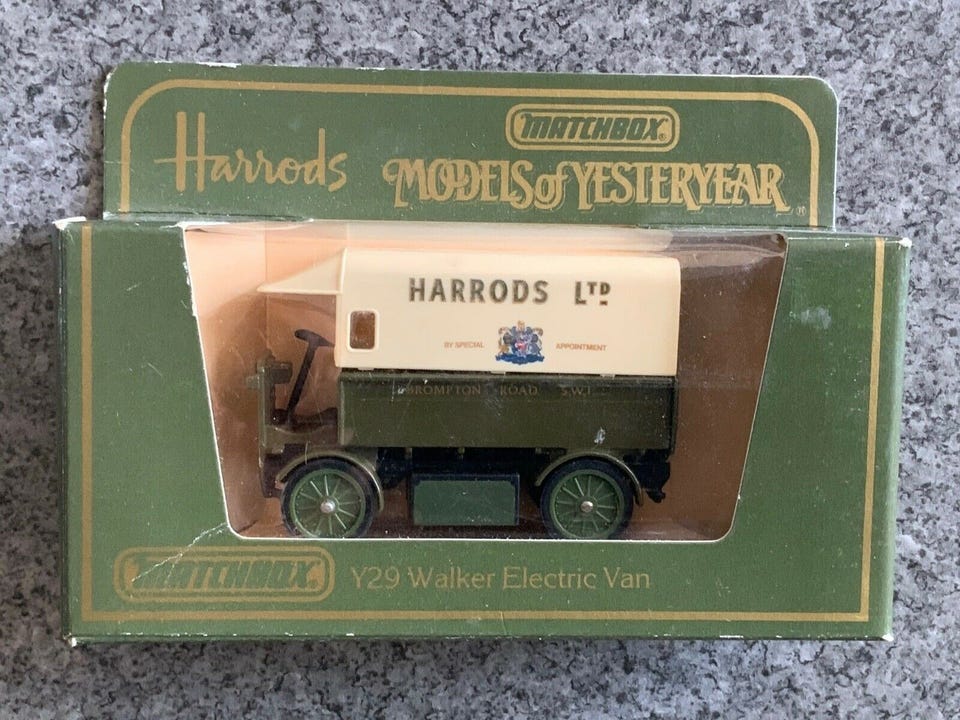 Harrods
MATCHBOX®
MODELS of YESTERYEAR®
HARRODS LTD
BY SPECIAL APPOINTMENT
BROMPTON ROAD S.W.1.
MATCHBOX®
Y29 Walker Electric Van